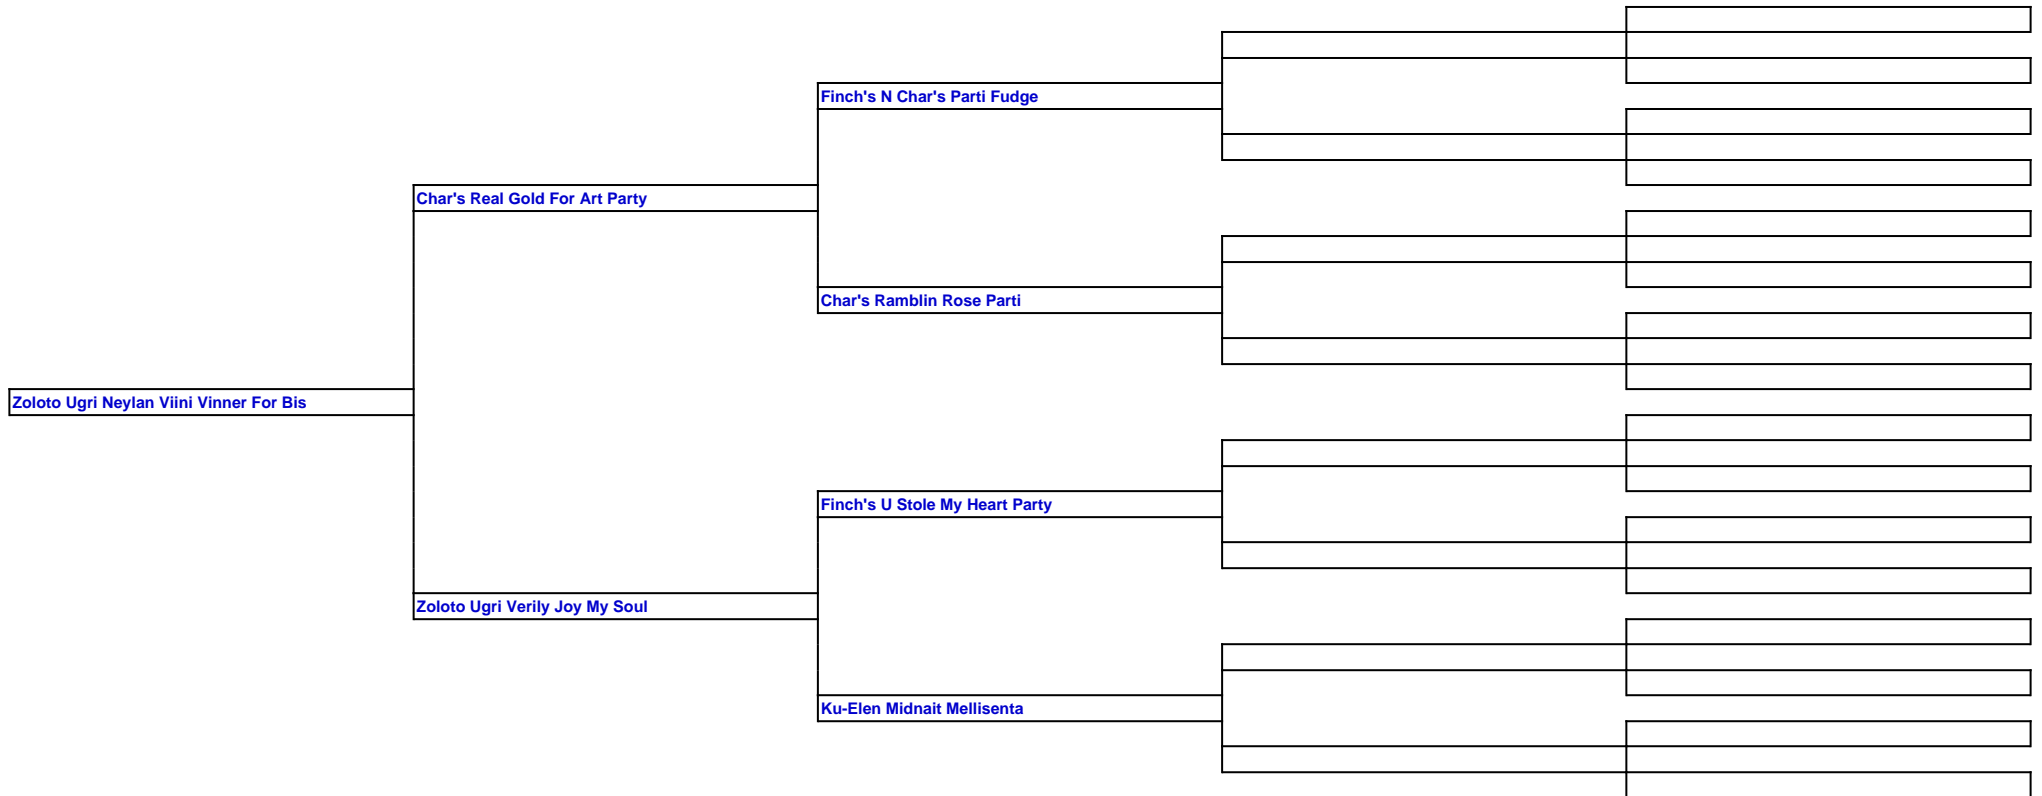 Finch's N Char's Parti Fudge
Char's Real Gold For Art Party
Char's Ramblin Rose Parti
Zoloto Ugri Neylan Viini Vinner For Bis
Finch's U Stole My Heart Party
Zoloto Ugri Verily Joy My Soul
Ku-Elen Midnait Mellisenta